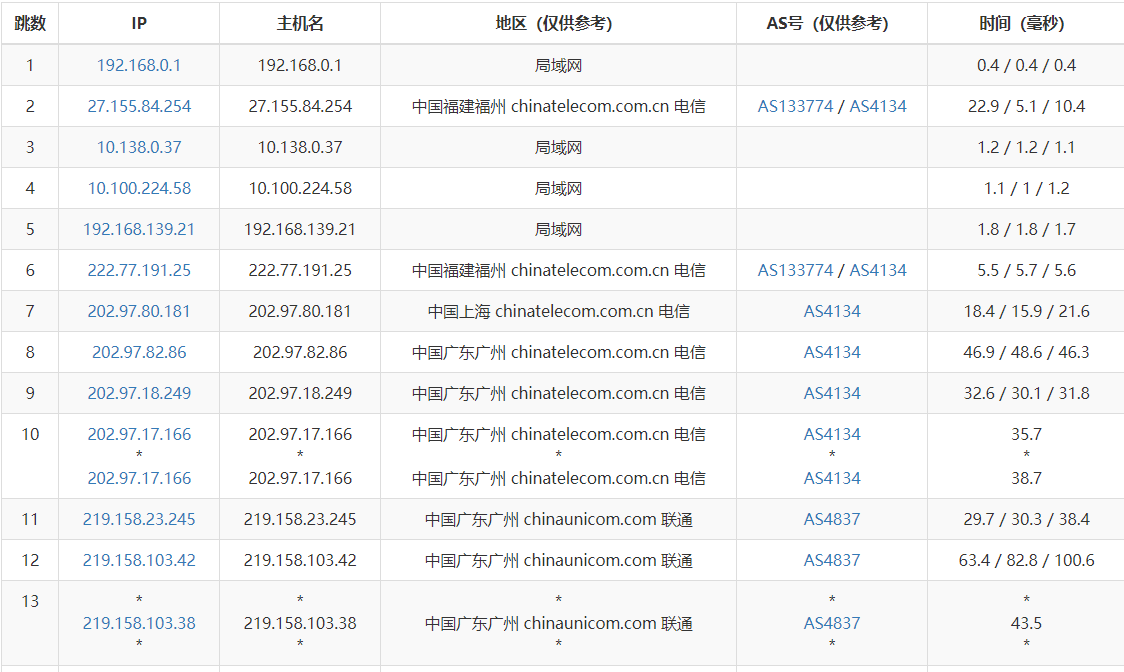 跳数 IP 主机名 地区（仅供参考） AS号（仅供参考） 时间（毫秒）
1 192.168.0.1 192.168.0.1 局域网 0.4 / 0.4 / 0.4
2 27.155.84.254 27.155.84.254 中国福建福州 chinatelecom.com.cn 电信 AS133774 / AS4134 22.9 / 5.1 / 10.4
3 10.138.0.37 10.138.0.37 局域网 1.2 / 1.2 / 1.1
4 10.100.224.58 10.100.224.58 局域网 1.1 / 1 / 1.2
5 192.168.139.21 192.168.139.21 局域网 1.8 / 1.8 / 1.7
6 222.77.191.25 222.77.191.25 中国福建福州 chinatelecom.com.cn 电信 AS133774 / AS4134 5.5 / 5.7 / 5.6
7 202.97.80.181 202.97.80.181 中国上海 chinatelecom.com.cn 电信 AS4134 18.4 / 15.9 / 21.6
8 202.97.82.86 202.97.82.86 中国广东广州 chinatelecom.com.cn 电信 AS4134 46.9 / 48.6 / 46.3
9 202.97.18.249 202.97.18.249 中国广东广州 chinatelecom.com.cn 电信 AS4134 32.6 / 30.1 / 31.8
10 202.97.17.166 202.97.17.166 中国广东广州 chinatelecom.com.cn 电信 AS4134 35.7
* * * * *
202.97.17.166 202.97.17.166 中国广东广州 chinatelecom.com.cn 电信 AS4134 38.7
11 219.158.23.245 219.158.23.245 中国广东广州 chinaunicom.com 联通 AS4837 29.7 / 30.3 / 38.4
12 219.158.103.42 219.158.103.42 中国广东广州 chinaunicom.com 联通 AS4837 63.4 / 82.8 / 100.6
13 * * * * *
219.158.103.38 219.158.103.38 中国广东广州 chinaunicom.com 联通 AS4837 43.5
* * * * *